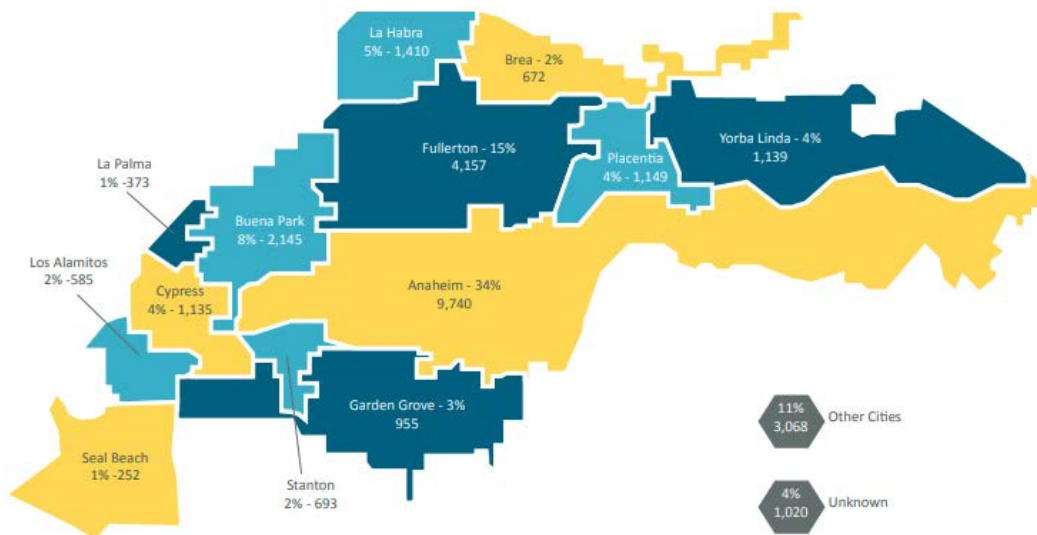 La Habra
5% - 1,410
Brea - 2%
672
Fullerton - 15%
4,157
Placentia
4% - 1,149
Yorba Linda - 4%
1,139
La Palma
1% -373
Buena Park
8% - 2,145
Los Alamitos
2% -585
Cypress
4% - 1,135
Anaheim - 34%
9,740
Garden Grove - 3%
955
Seal Beach
1% -252
Stanton
2% - 693
11%
3,068
Other Cities
4%
1,020
Unknown